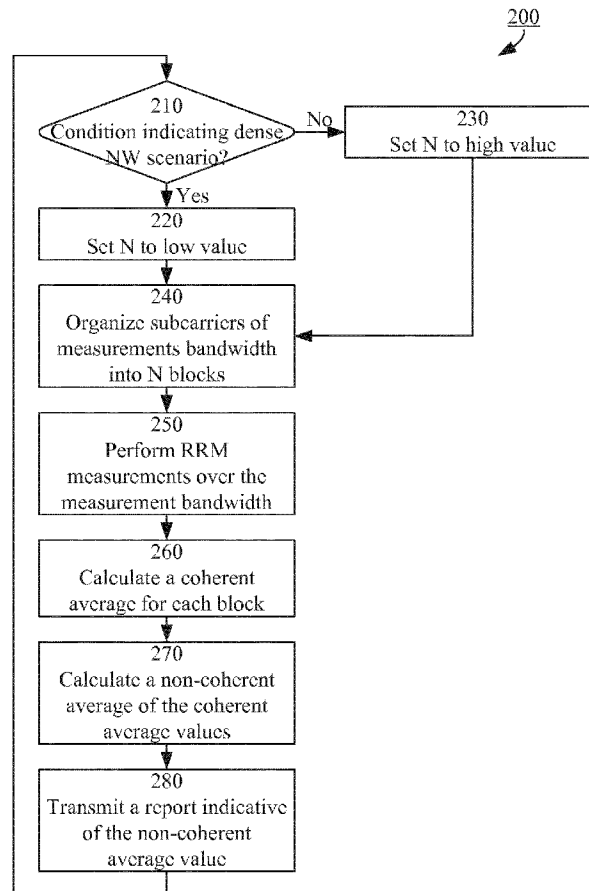 200
210
Condition indicating dense
NW scenario?
No
230
Set N to high value
Yes
220
Set N to low value
240
Organize subcarriers of
measurements bandwidth
into N blocks
250
Perform RRM
measurements over the
measurement bandwidth
260
Calculate a coherent
average for each block
270
Calculate a non-coherent
average of the coherent
average values
280
Transmit a report indicative
of the non-coherent
average value